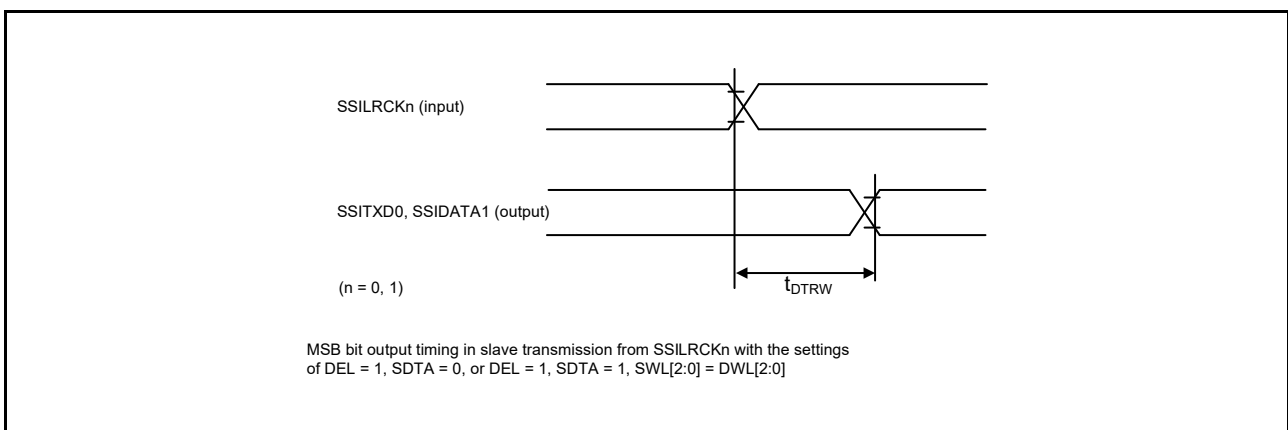 SSILRCKn (input)
SSITXD0, SSIDATA1 (output)
tDTRW
(n = 0, 1)
MSB bit output timing in slave transmission from SSILRCKn with the settings
of DEL = 1, SDTA = 0, or DEL = 1, SDTA = 1, SWL[2:0] = DWL[2:0]